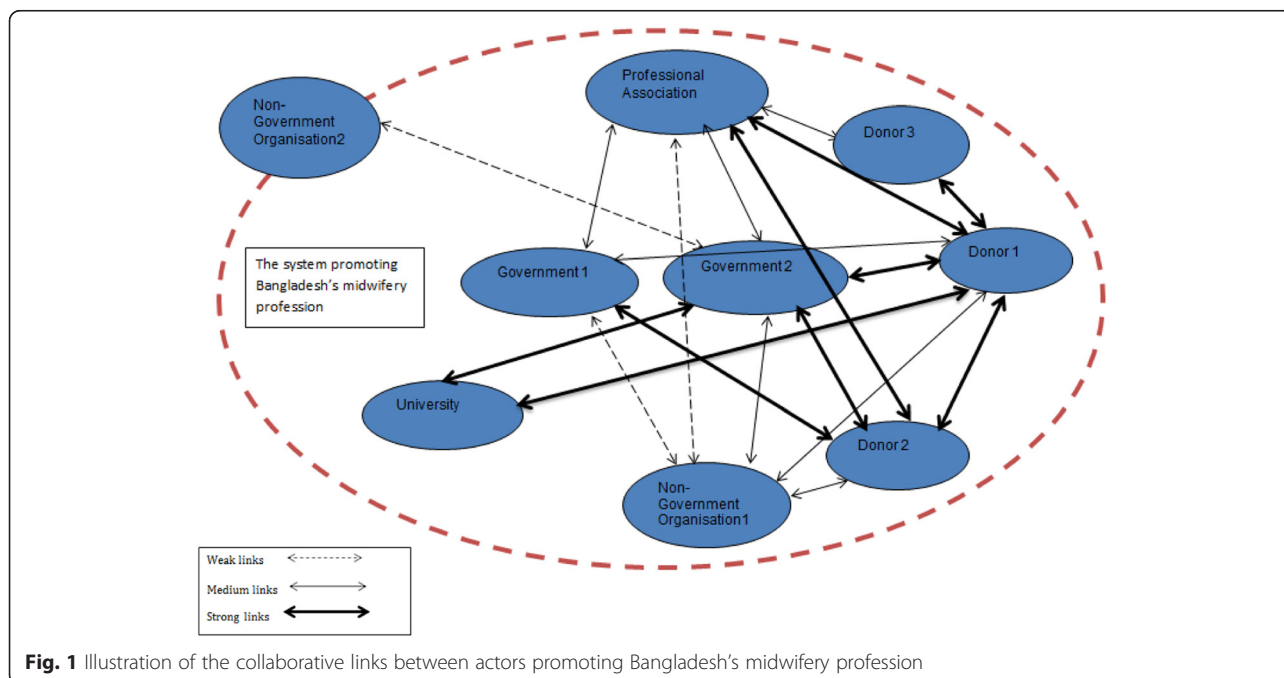 Professional
Association
Non-
Government
Organisation2
Donor 3
The system promoting
Bangladesh's midwifery
profession
Government 1
Government 2
Donor 1
University
Donor 2
Non-
Government
Organisation1
Weak links
Medium links
Strong links
Fig. 1 Illustration of the collaborative links between actors promoting Bangladesh's midwifery profession